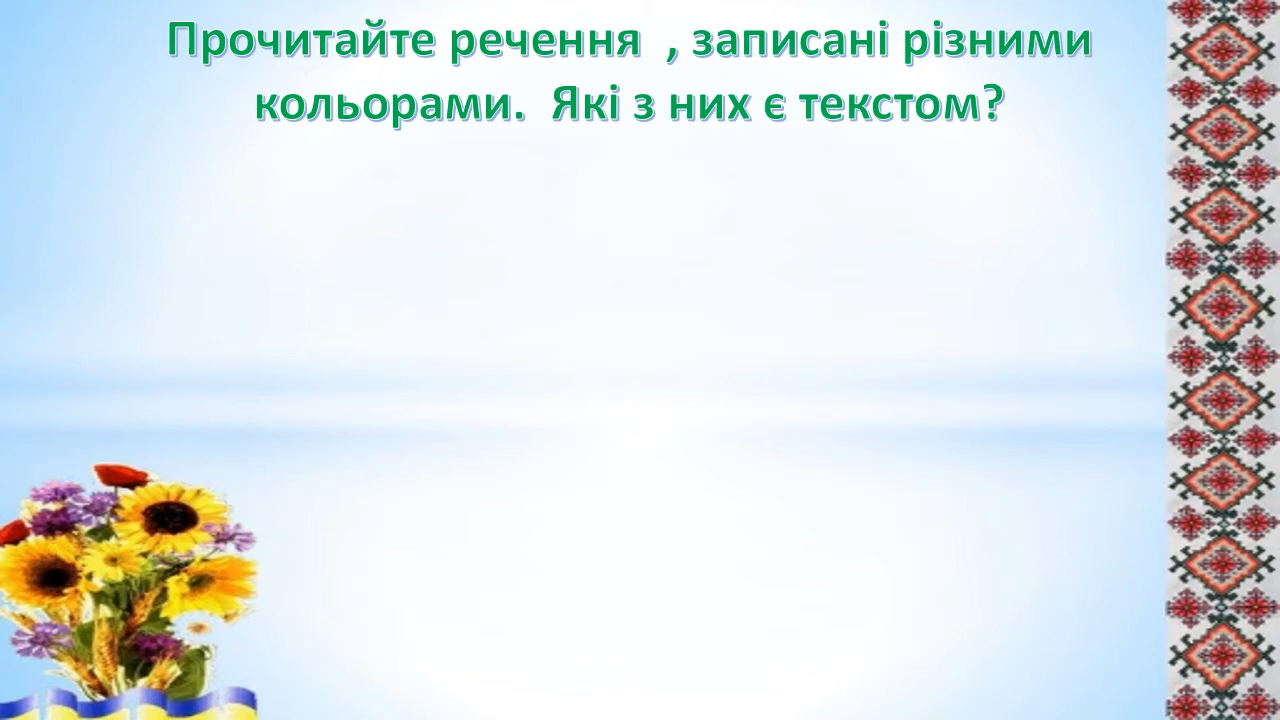 Прочитайте речення , записані різними
кольорами. Які з них є текстом?